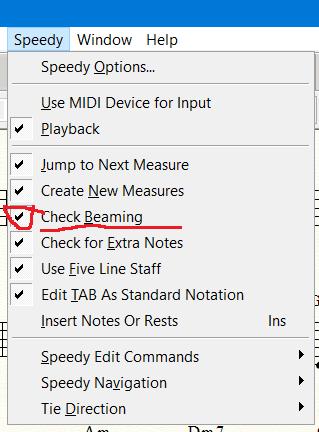 Speedy Window Help
Speedy Options...
Use MIDI Device for Input
Playback
Jump to Next Measure
Create New Measures
Check Beaming
Check for Extra Notes
Use Five Line Staff
Edit TAB As Standard Notation
Insert Notes Or Rests Ins
Speedy Edit Commands
Speedy Navigation
Tie Direction
Am Dm7